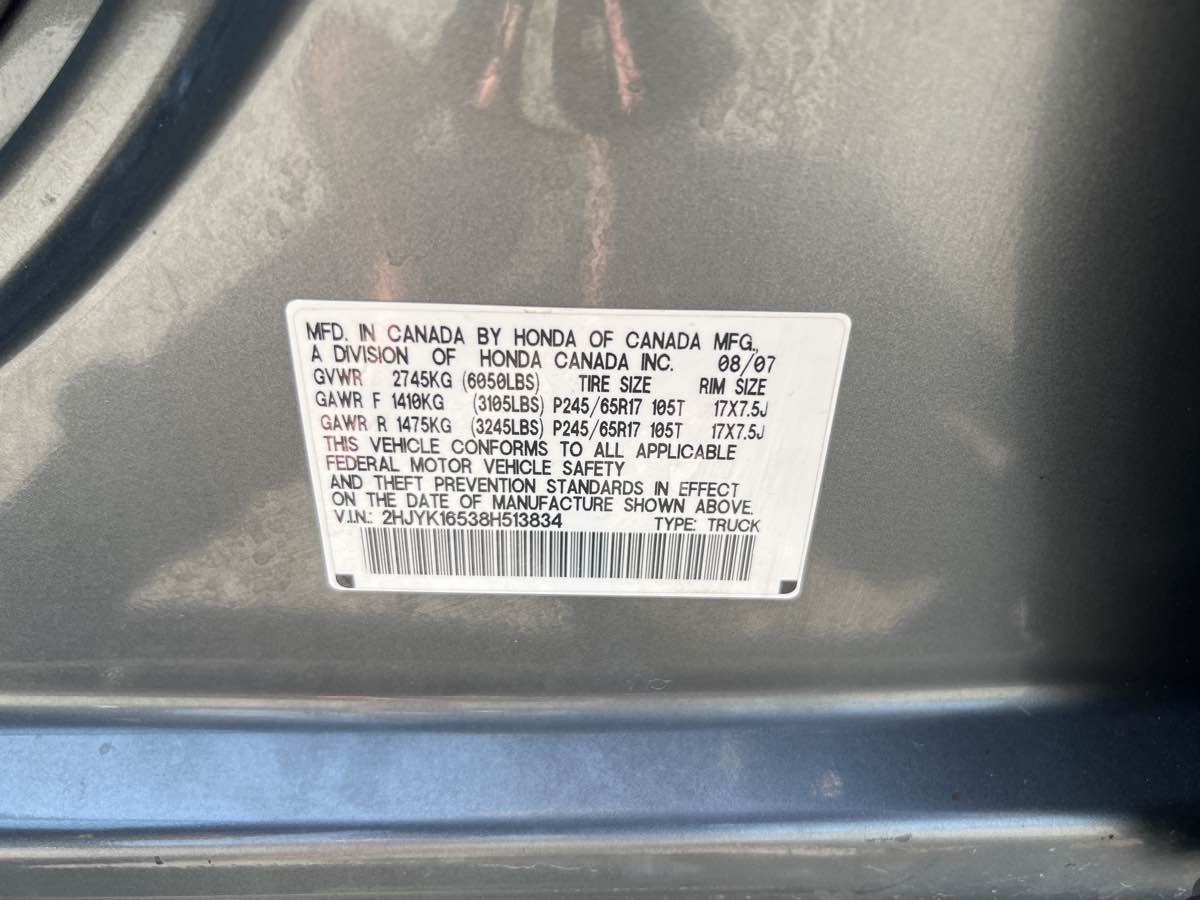 MFD. IN CANADA BY HONDA OF CANADA MFG.,
A DIVISION OF HONDA CANADA INC. 08/07
GVWR 2745KG (6050LBS) TIRE SIZE RIM SIZE
GAWR F 1410KG (3105LBS) P245/65R17 105T 17X7.5J
GAWR R 1475KG (3245LBS) P245/65R17 105T 17X7.5J
THIS VEHICLE CONFORMS TO ALL APPLICABLE
FEDERAL MOTOR VEHICLE SAFETY
AND THEFT PREVENTION STANDARDS IN EFFECT
ON THE DATE OF MANUFACTURE SHOWN ABOVE.
V.I.N.: 2HJYK16538H513834 TYPE: TRUCK